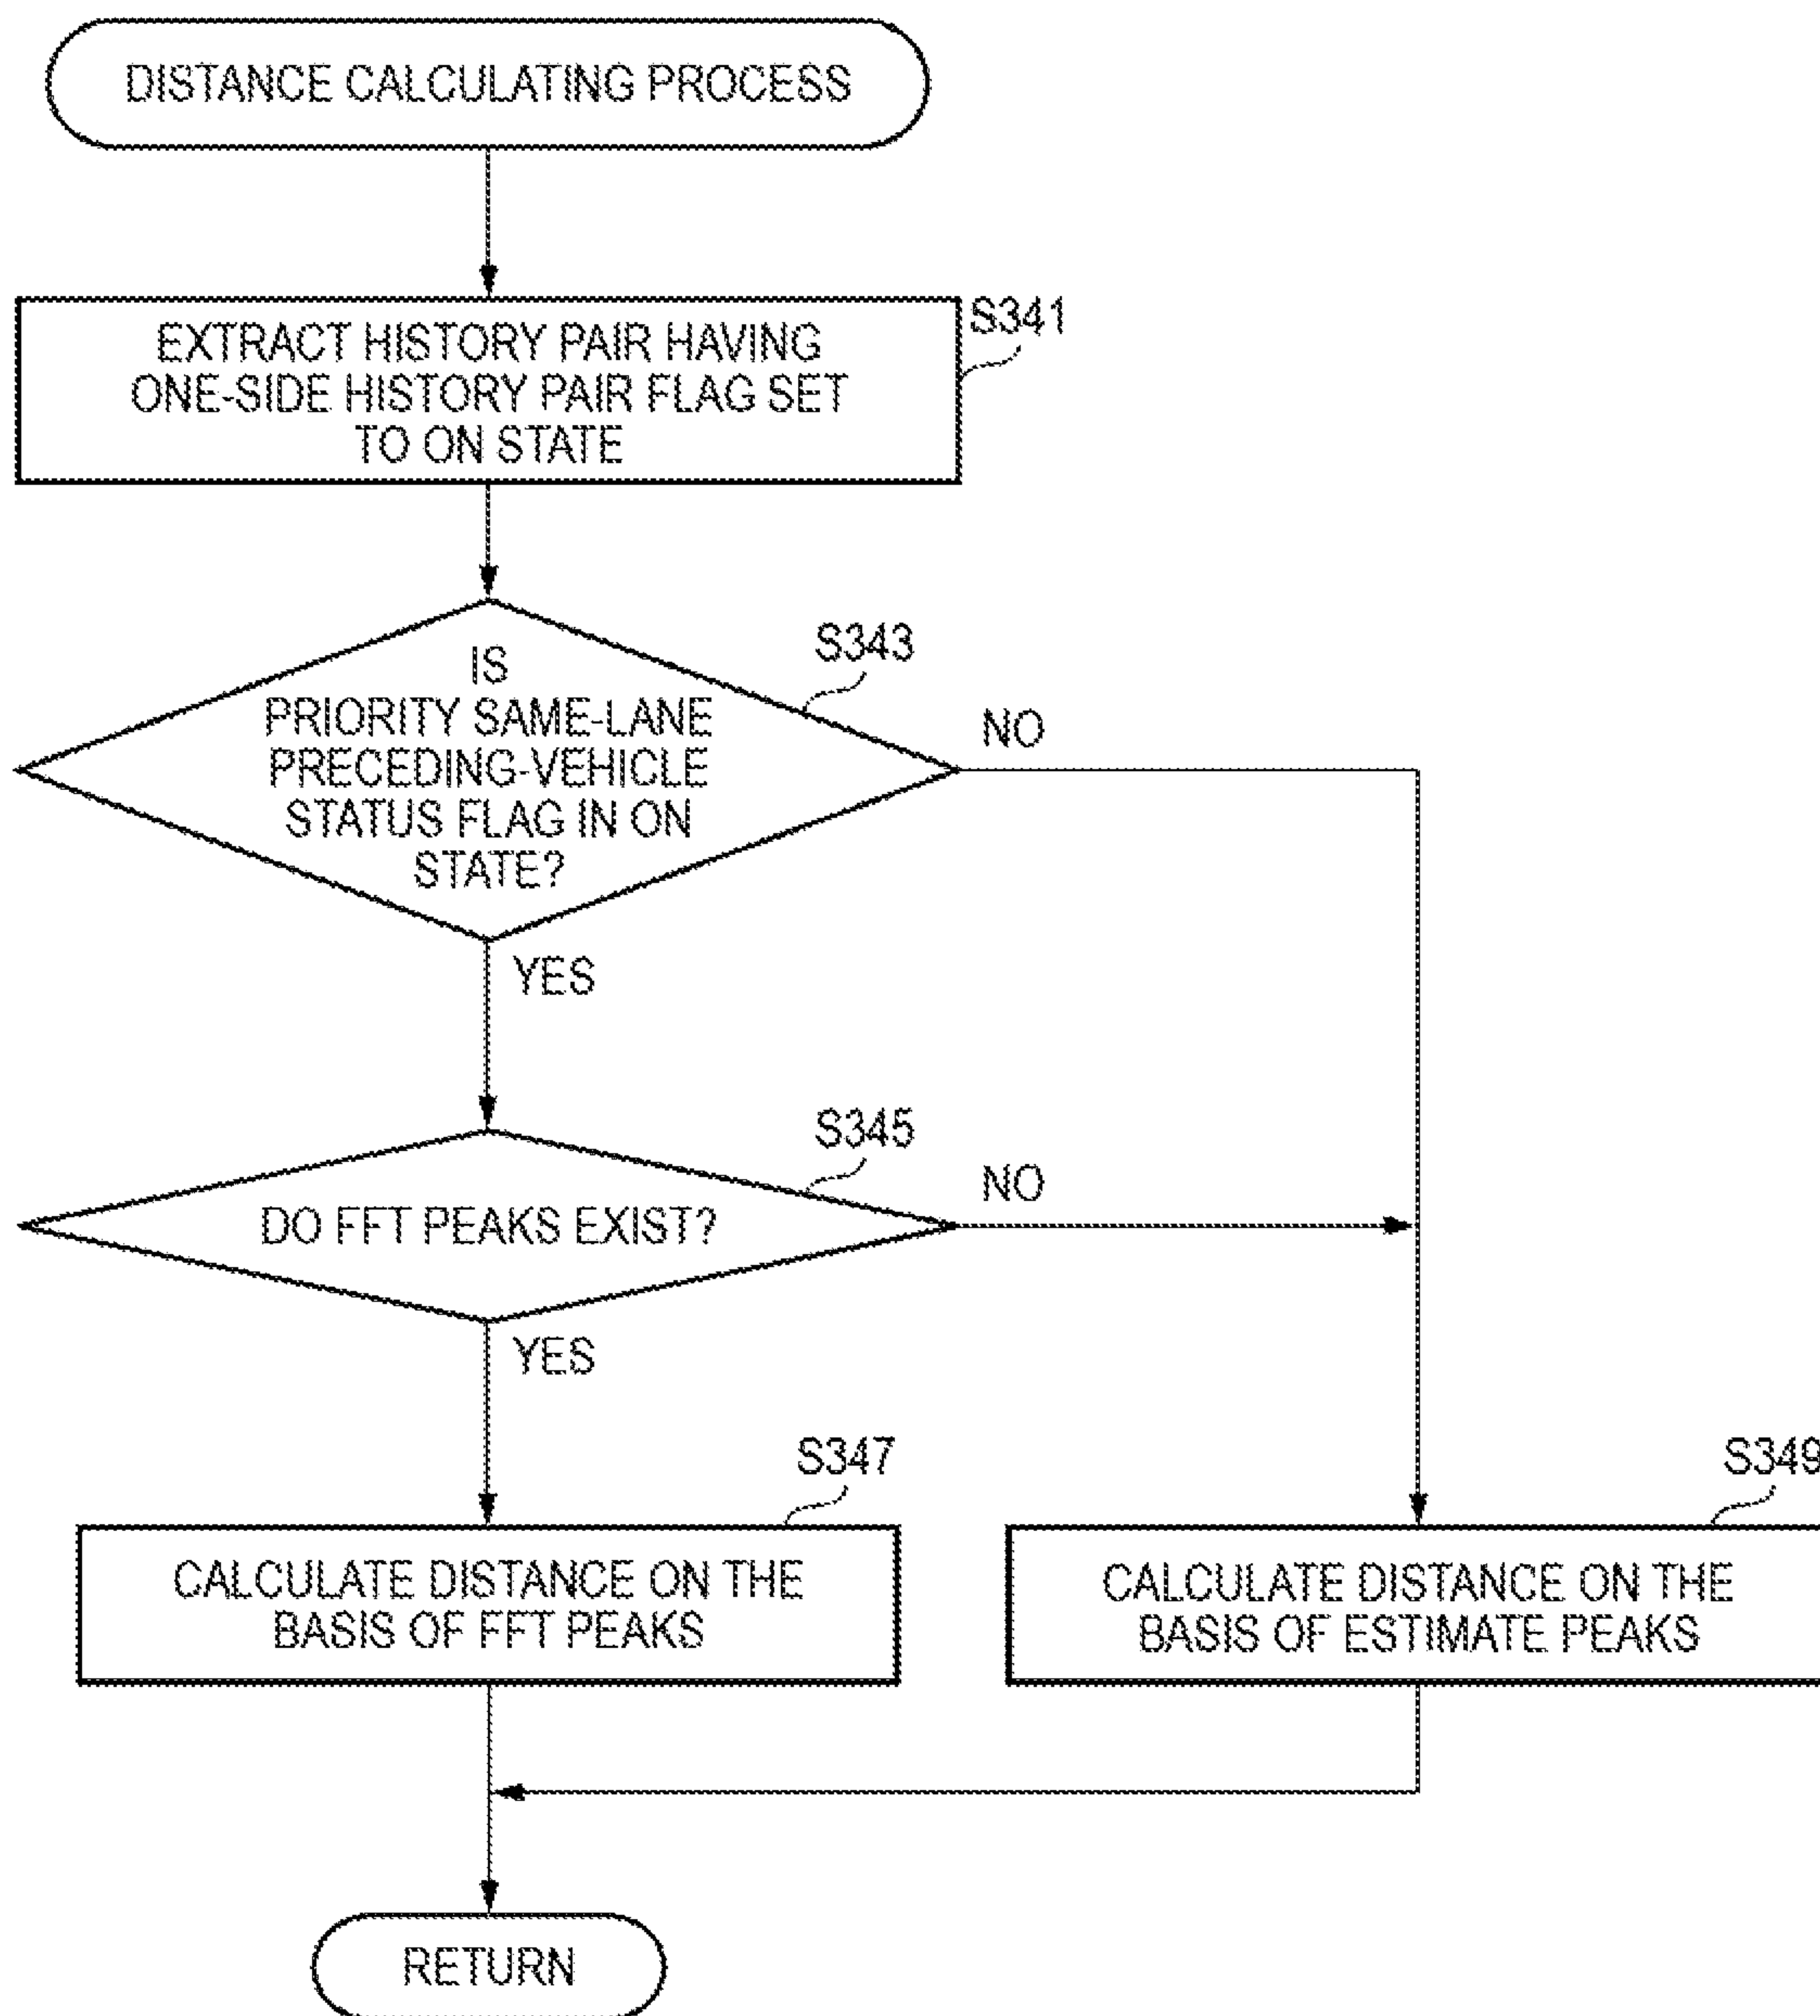 DISTANCE CALCULATING PROCESS
EXTRACT HISTORY PAIR HAVING
ONE-SIDE HISTORY PAIR FLAG SET
TO ON STATE
S341
IS
PRIORITY SAME-LANE
PRECEDING-VEHICLE
STATUS FLAG IN ON
STATE?
S343
NO
YES
DO FFT PEAKS EXIST?
S345
NO
YES
S347
CALCULATE DISTANCE ON THE
BASIS OF FFT PEAKS
S349
CALCULATE DISTANCE ON THE
BASIS OF ESTIMATE PEAKS
RETURN